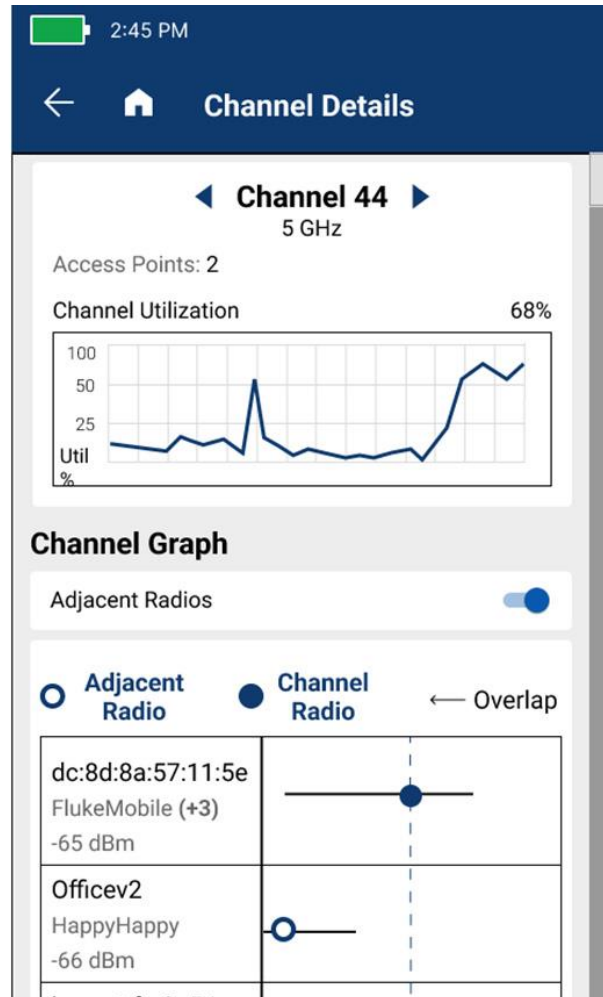 2:45 PM
Channel Details
Channel 44
5 GHz
Access Points: 2
Channel Utilization 68%
100
50
25
Util
%
Channel Graph
Adjacent Radios
Adjacent Radio
Channel Radio
Overlap
dc:8d:8a:57:11:5e
FlukeMobile (+3)
-65 dBm
Officev2
HappyHappy
-66 dBm